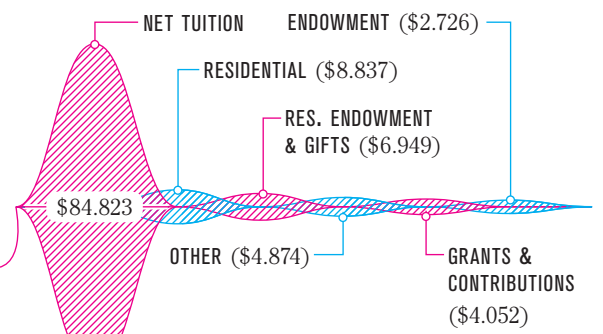 NET TUITION
ENDOWMENT ($2.726)
RESIDENTIAL ($8.837)
RES. ENDOWMENT
& GIFTS ($6.949)
$84.823
OTHER ($4.874)
GRANTS &
CONTRIBUTIONS
($4.052)